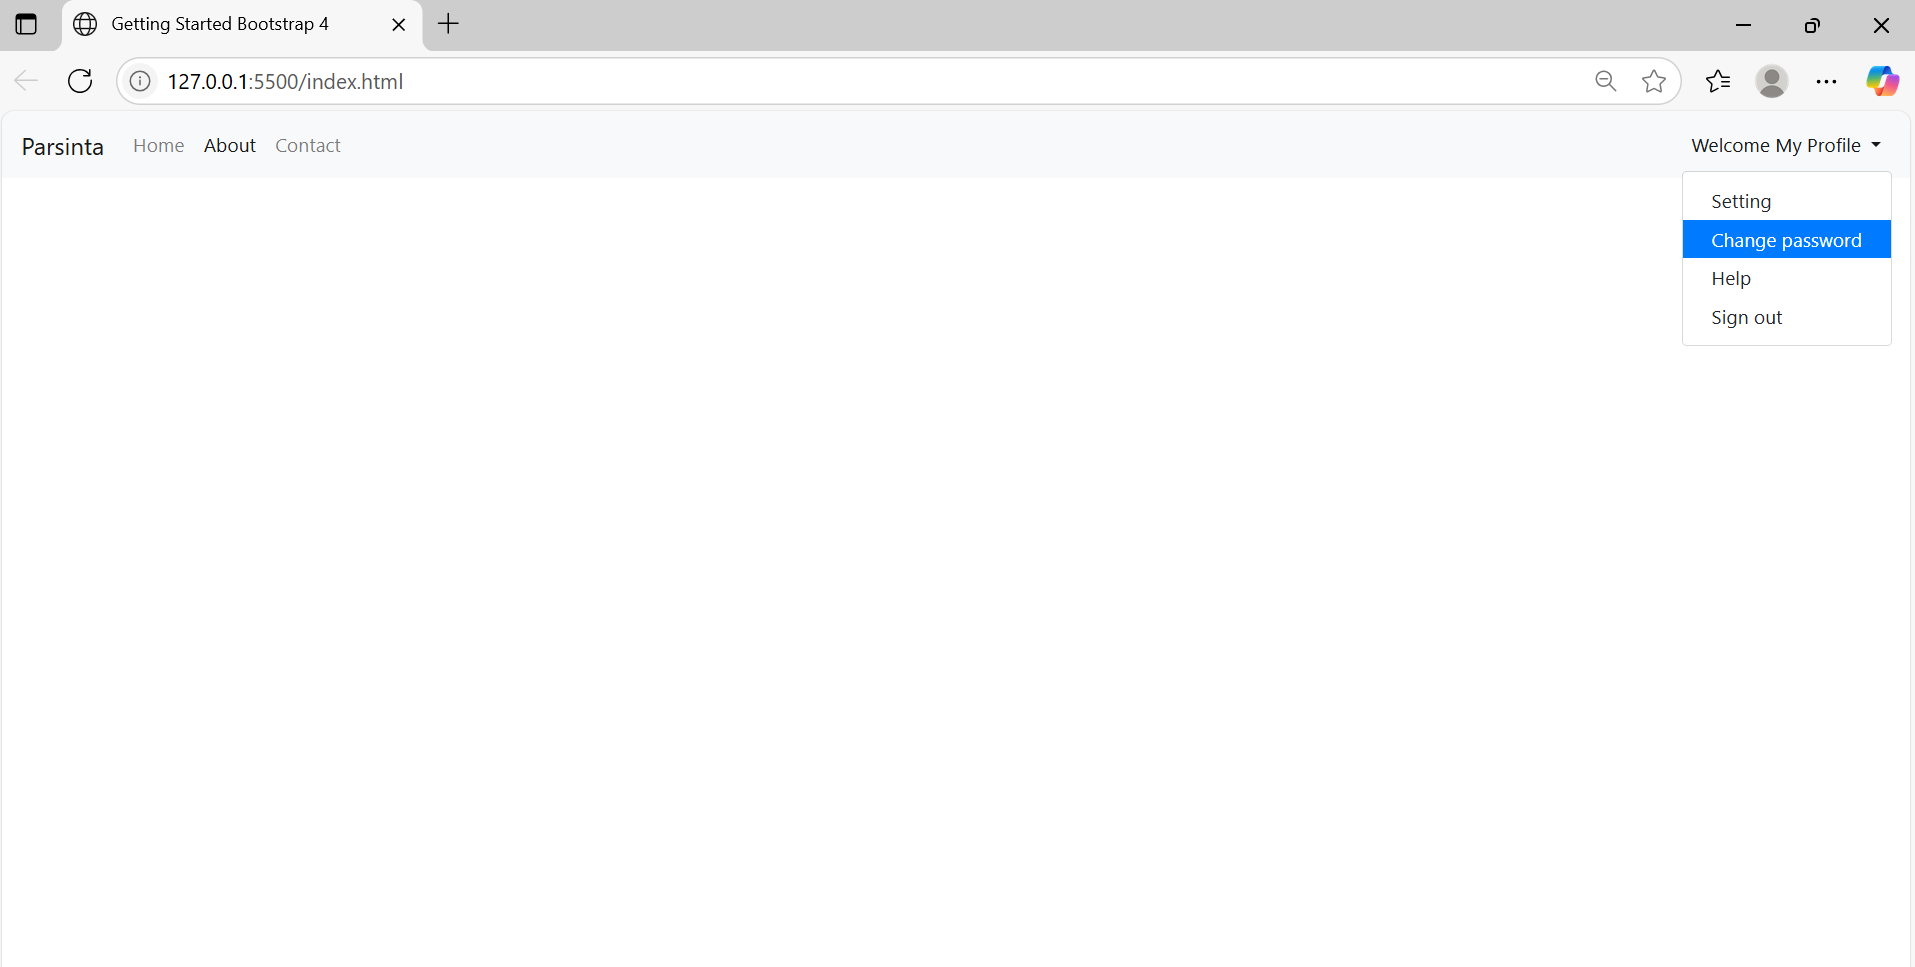 Getting Started Bootstrap 4
127.0.0.1:5500/index.html
Parsinta Home About Contact Welcome My Profile
Setting
Change password
Help
Sign out